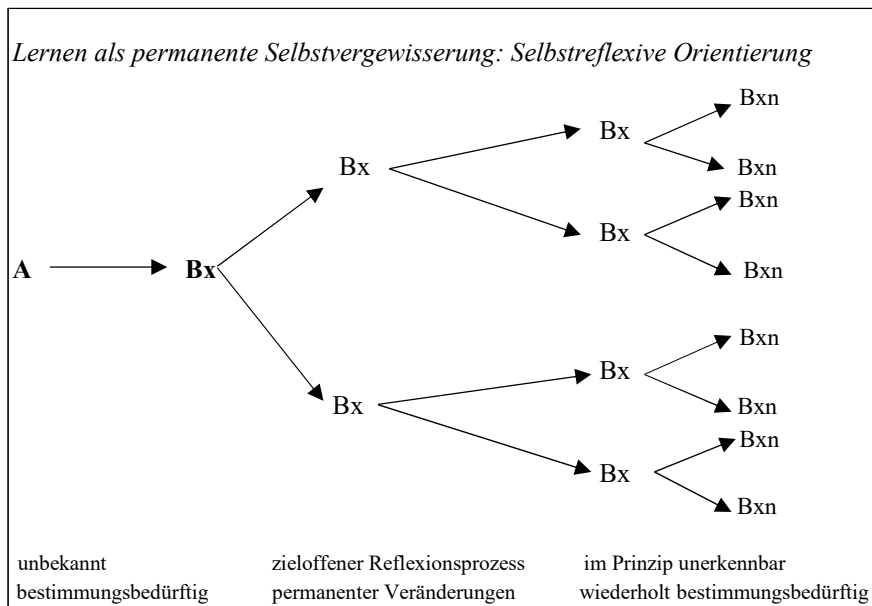 Lernen als permanente Selbstvergewisserung: Selbstreflexive Orientierung
Bxn
Bx
Bx
Bxn
Bxn
Bx
A
Bx
Bxn
Bxn
Bx
Bx
Bxn
Bxn
Bx
Bxn
unbekannt zieloffener Reflexionsprozess im Prinzip unerkennbar
bestimmungsbedürftig permanenter Veränderungen wiederholt bestimmungsbedürftig